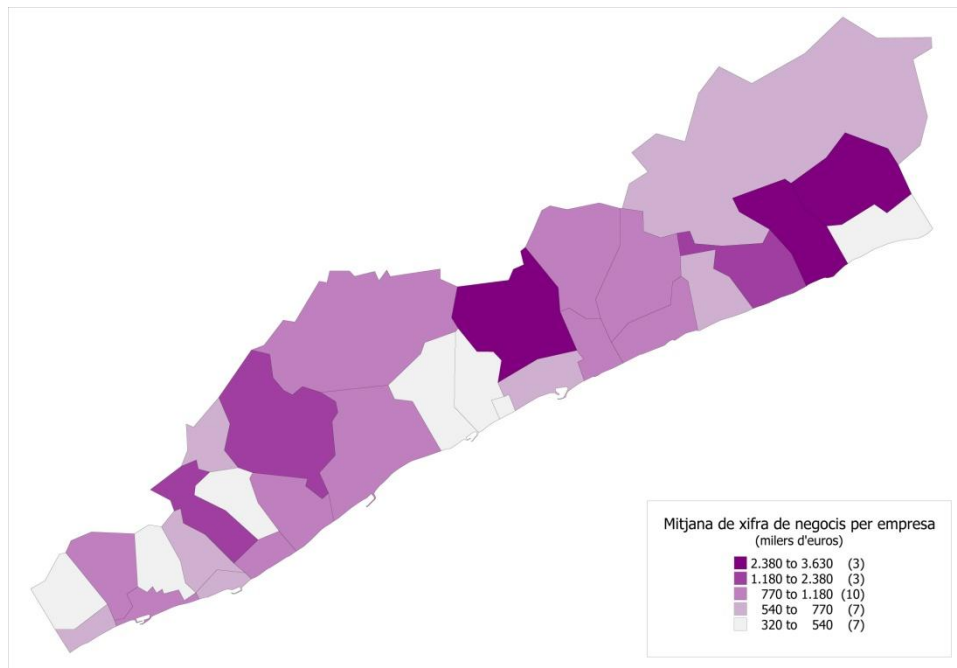 Mitjana de xifra de negocis per empresa
(milers d'euros)
2.380 to 3.630 (3)
1.180 to 2.380 (3)
770 to 1.180 (10)
540 to 770 (7)
320 to 540 (7)